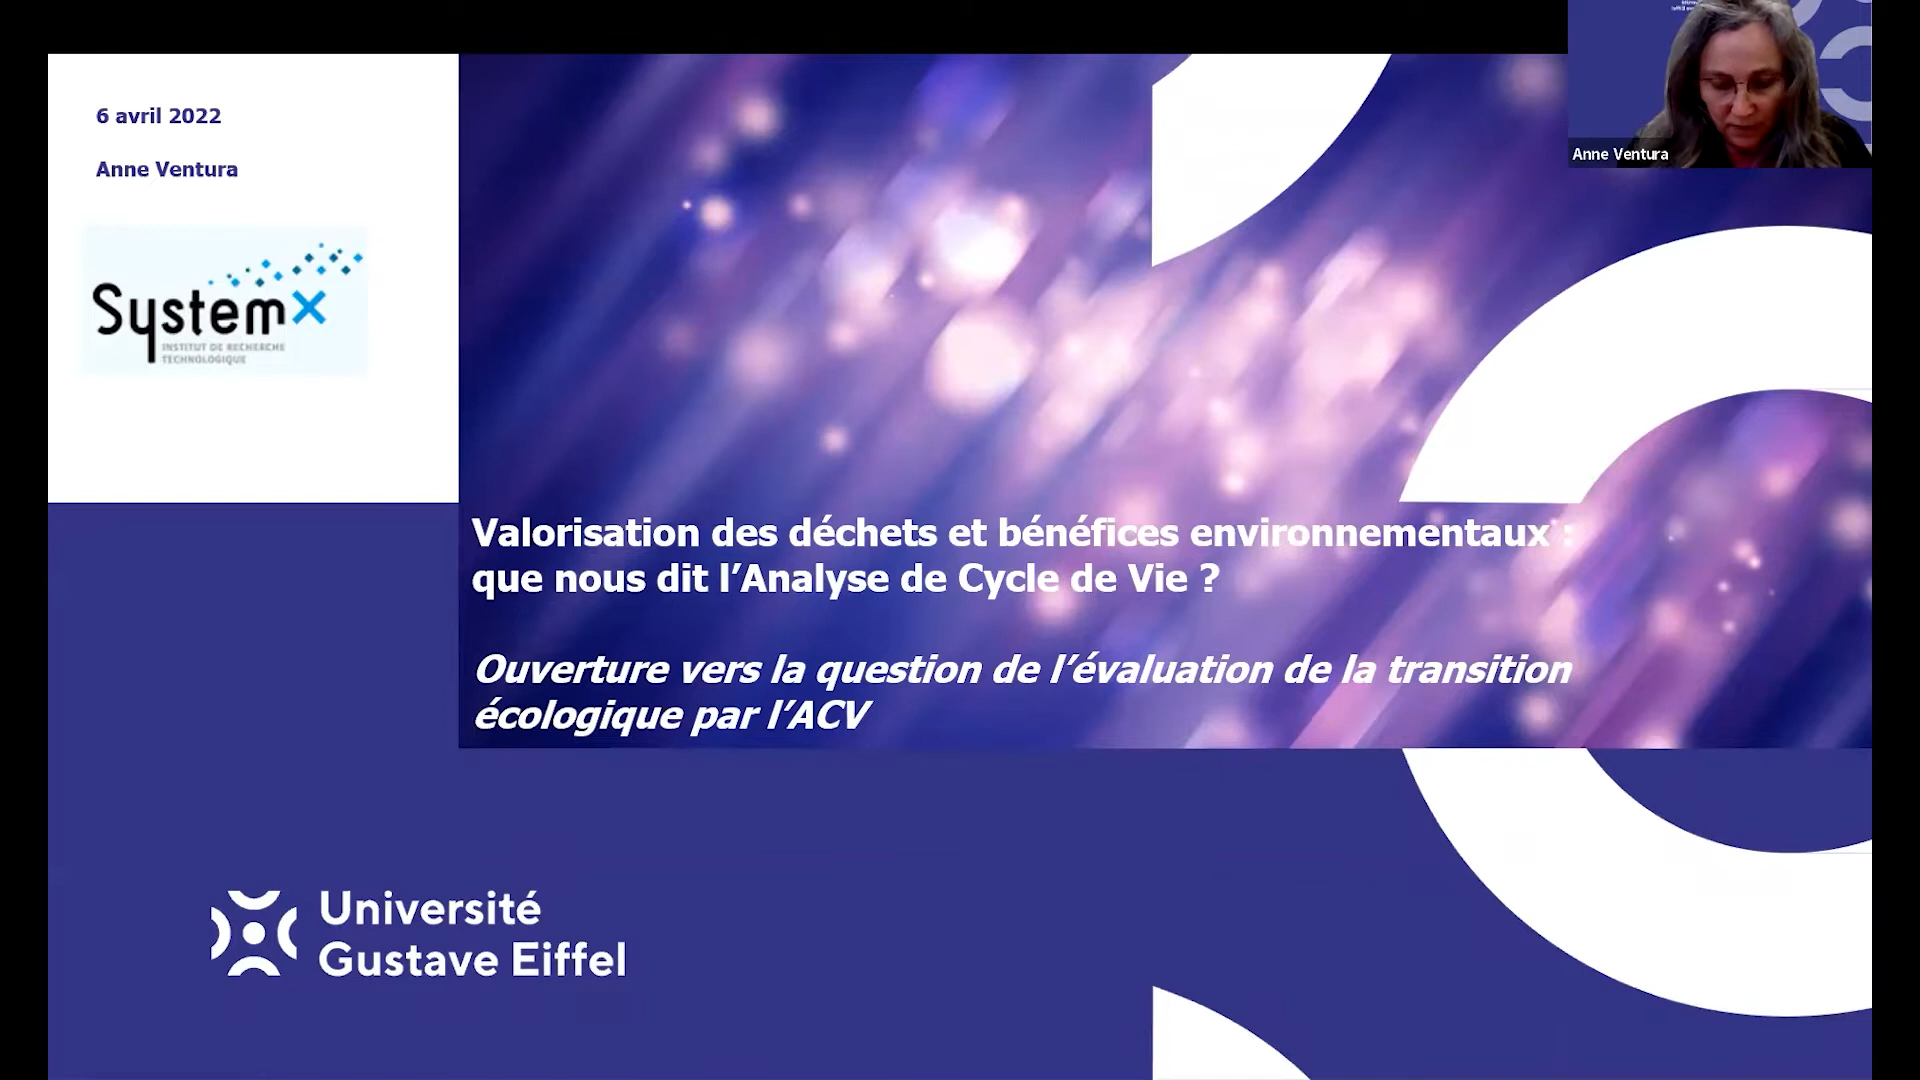 6 avril 2022
Anne Ventura
SystemX
INSTITUT DE RECHERCHE
TECHNOLOGIQUE
Anne Ventura
Valorisation des déchets et bénéfices environnementaux :
que nous dit l’Analyse de Cycle de Vie ?
Ouverture vers la question de l’évaluation de la transition
écologique par l’ACV
Université
Gustave Eiffel